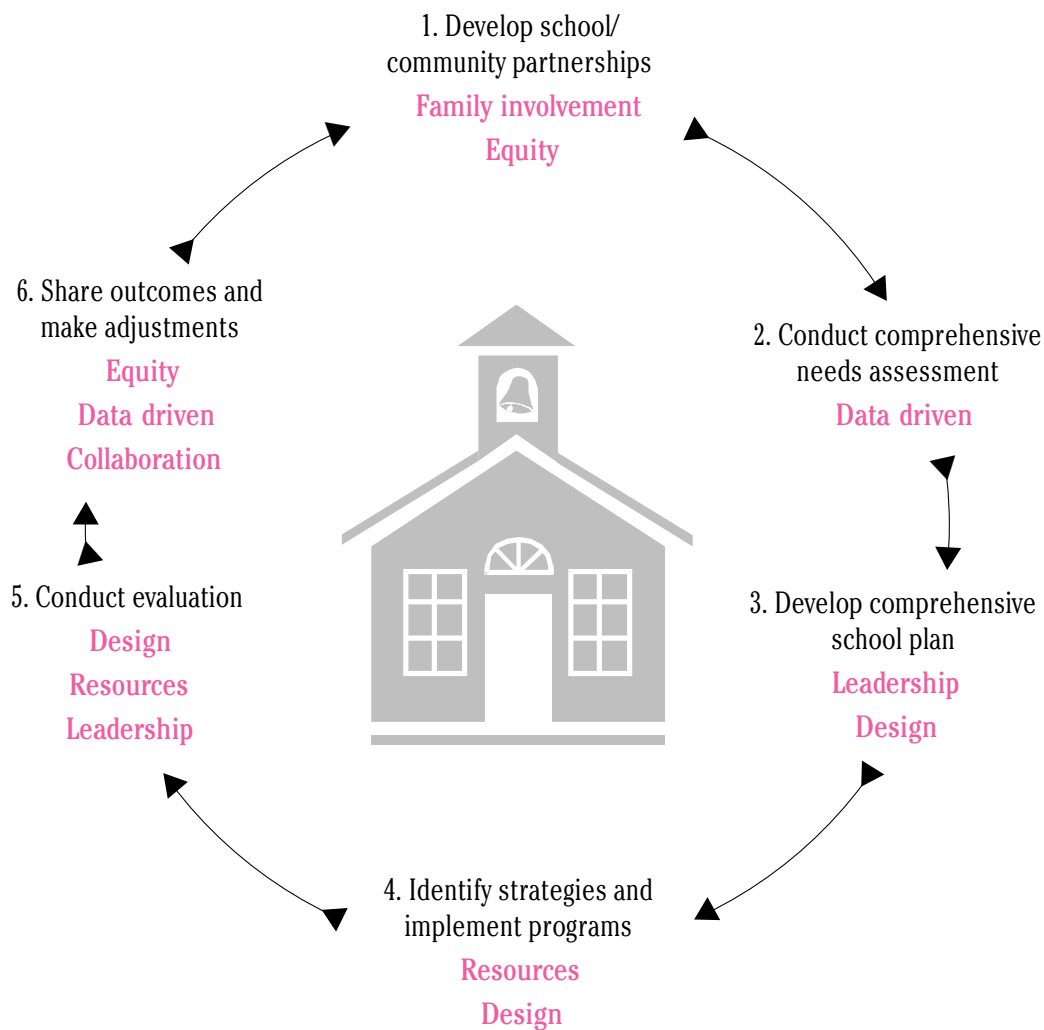 1. Develop school/
community partnerships
Family involvement
Equity
2. Conduct comprehensive
needs assessment
Data driven
3. Develop comprehensive
school plan
Leadership
Design
4. Identify strategies and
implement programs
Resources
Design
5. Conduct evaluation
Design
Resources
Leadership
6. Share outcomes and
make adjustments
Equity
Data driven
Collaboration